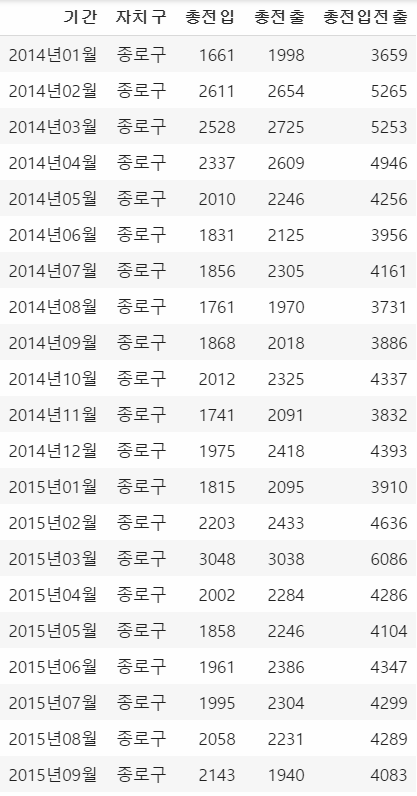 기간 자치구 총전입 총전출 총전입전출
2014년01월 종로구 1661 1998 3659
2014년02월 종로구 2611 2654 5265
2014년03월 종로구 2528 2725 5253
2014년04월 종로구 2337 2609 4946
2014년05월 종로구 2010 2246 4256
2014년06월 종로구 1831 2125 3956
2014년07월 종로구 1856 2305 4161
2014년08월 종로구 1761 1970 3731
2014년09월 종로구 1868 2018 3886
2014년10월 종로구 2012 2325 4337
2014년11월 종로구 1741 2091 3832
2014년12월 종로구 1975 2418 4393
2015년01월 종로구 1815 2095 3910
2015년02월 종로구 2203 2433 4636
2015년03월 종로구 3048 3038 6086
2015년04월 종로구 2002 2284 4286
2015년05월 종로구 1858 2246 4104
2015년06월 종로구 1961 2386 4347
2015년07월 종로구 1995 2304 4299
2015년08월 종로구 2058 2231 4289
2015년09월 종로구 2143 1940 4083